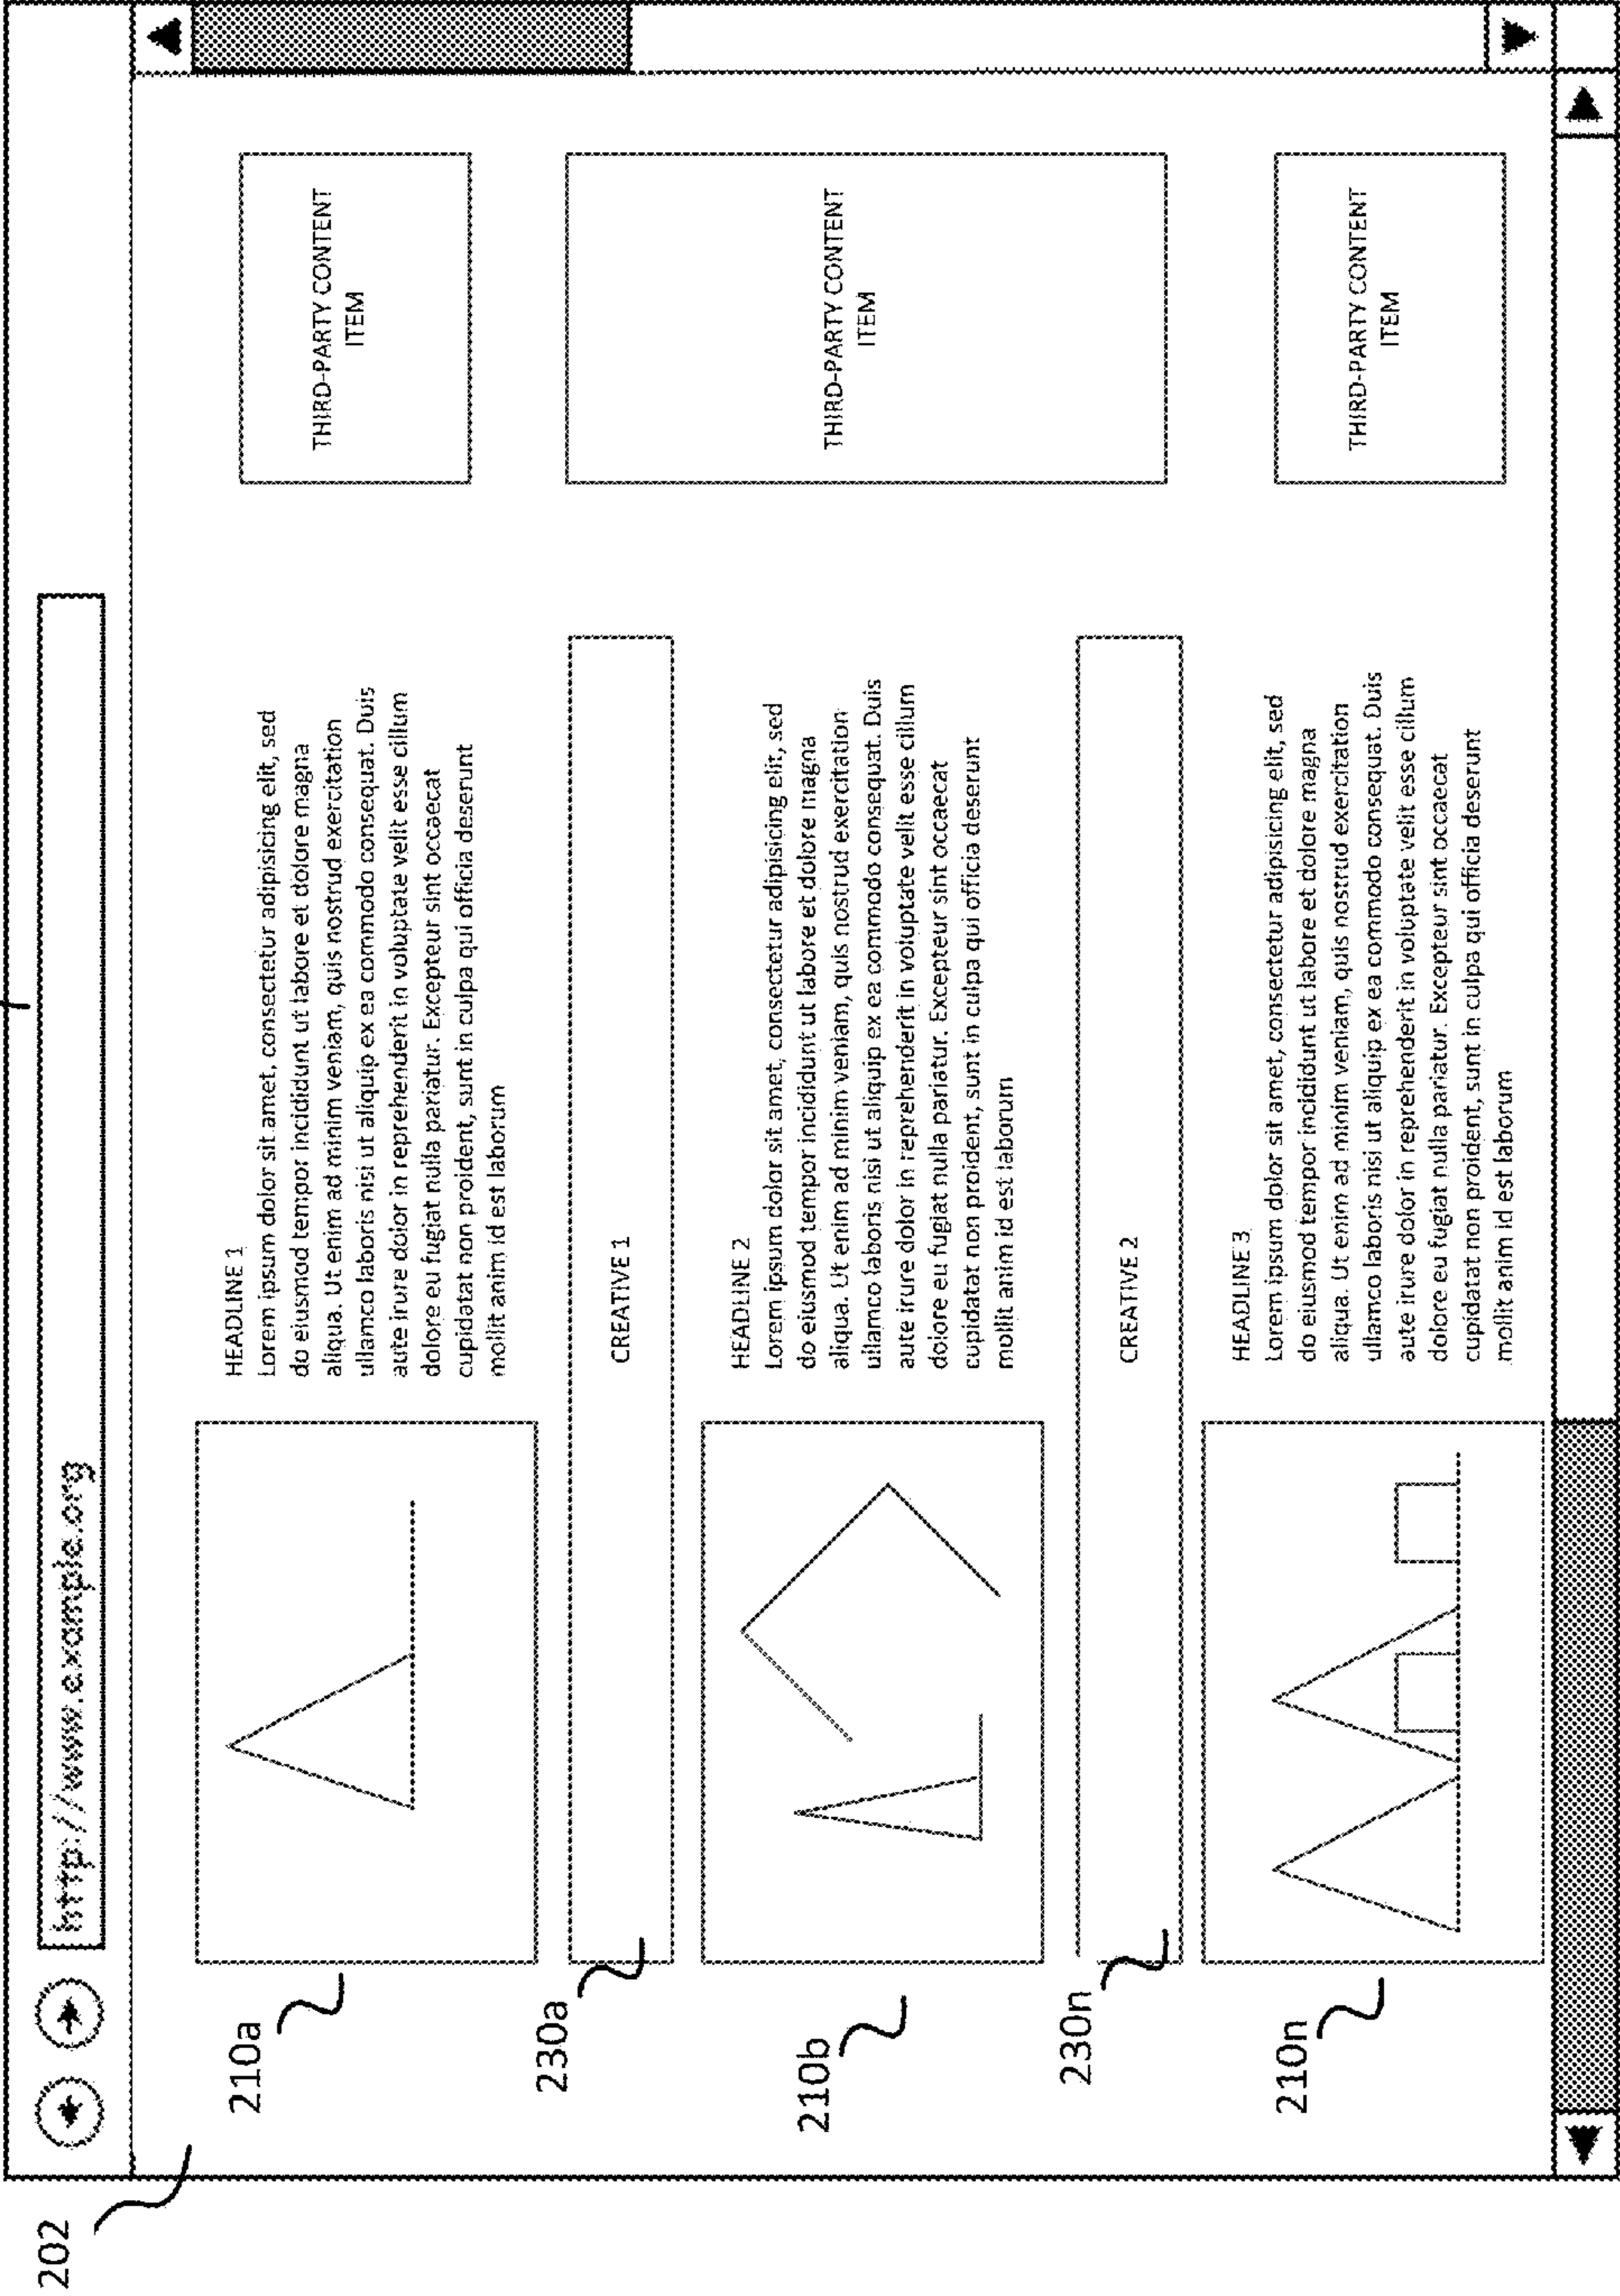 202
http://www.example.org
210a
HEADLINE 1
Lorem ipsum dolor sit amet, consectetur adipisicing elit, sed
do eiusmod tempor incididunt ut labore et dolore magna
aliqua. Ut enim ad minim veniam, quis nostrud exercitation
ullamco laboris nisi ut aliquip ex ea commodo consequat. Duis
aute irure dolor in reprehenderit in voluptate velit esse cillum
dolore eu fugiat nulla pariatur. Excepteur sint occaecat
cupidatat non proident, sunt in culpa qui officia deserunt
mollit anim id est laborum
THIRD-PARTY CONTENT
ITEM
230a
CREATIVE 1
210b
HEADLINE 2
Lorem ipsum dolor sit amet, consectetur adipisicing elit, sed
do eiusmod tempor incididunt ut labore et dolore magna
aliqua. Ut enim ad minim veniam, quis nostrud exercitation
ullamco laboris nisi ut aliquip ex ea commodo consequat. Duis
aute irure dolor in reprehenderit in voluptate velit esse cillum
dolore eu fugiat nulla pariatur. Excepteur sint occaecat
cupidatat non proident, sunt in culpa qui officia deserunt
mollit anim id est laborum
THIRD-PARTY CONTENT
ITEM
230n
CREATIVE 2
210n
HEADLINE 3
Lorem ipsum dolor sit amet, consectetur adipisicing elit, sed
do eiusmod tempor incididunt ut labore et dolore magna
aliqua. Ut enim ad minim veniam, quis nostrud exercitation
ullamco laboris nisi ut aliquip ex ea commodo consequat. Duis
aute irure dolor in reprehenderit in voluptate velit esse cillum
dolore eu fugiat nulla pariatur. Excepteur sint occaecat
cupidatat non proident, sunt in culpa qui officia deserunt
mollit anim id est laborum
THIRD-PARTY CONTENT
ITEM